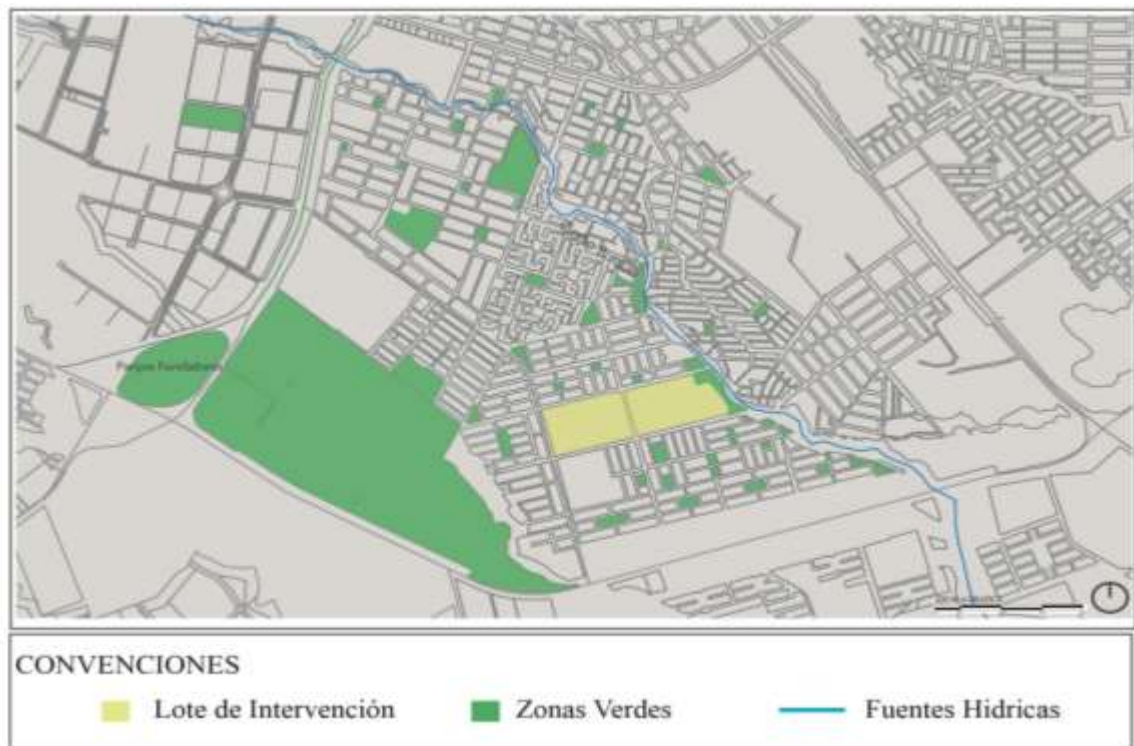 Parque Fundadores
CONVENCIONES
Lote de Intervención
Zonas Verdes
Fuentes Hidricas